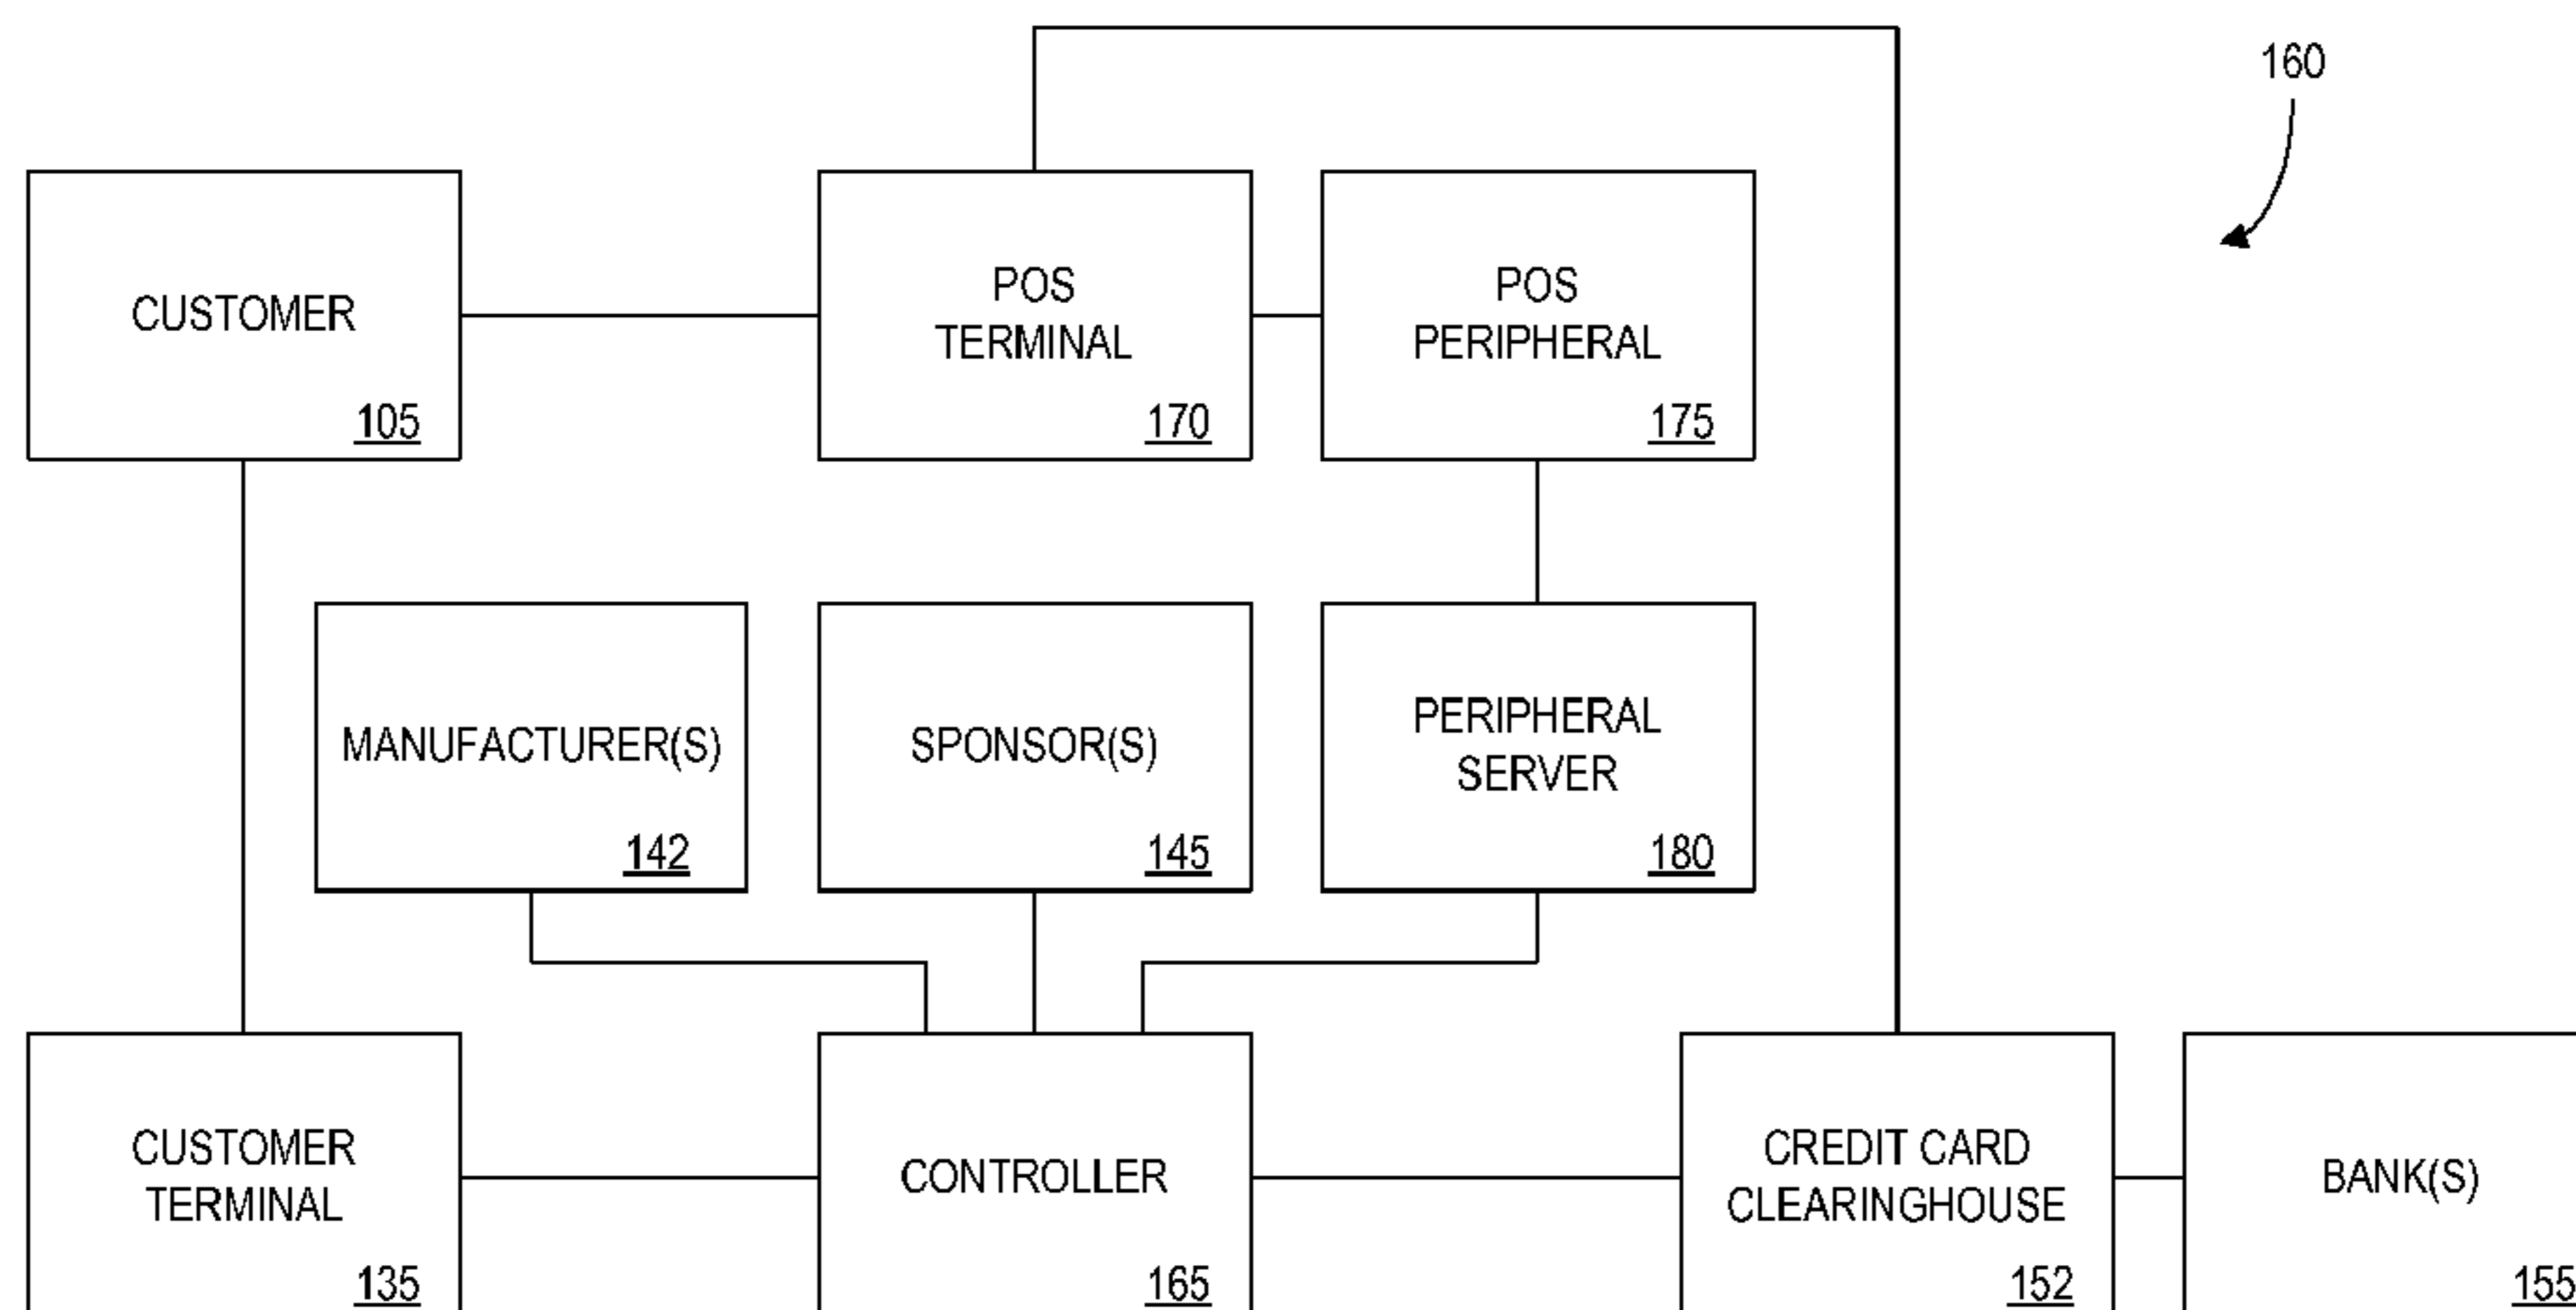 160
CUSTOMER
105
POS
TERMINAL
170
POS
PERIPHERAL
175
MANUFACTURER(S)
142
SPONSOR(S)
145
PERIPHERAL
SERVER
180
CUSTOMER
TERMINAL
135
CONTROLLER
165
CREDIT CARD
CLEARINGHOUSE
152
BANK(S)
155